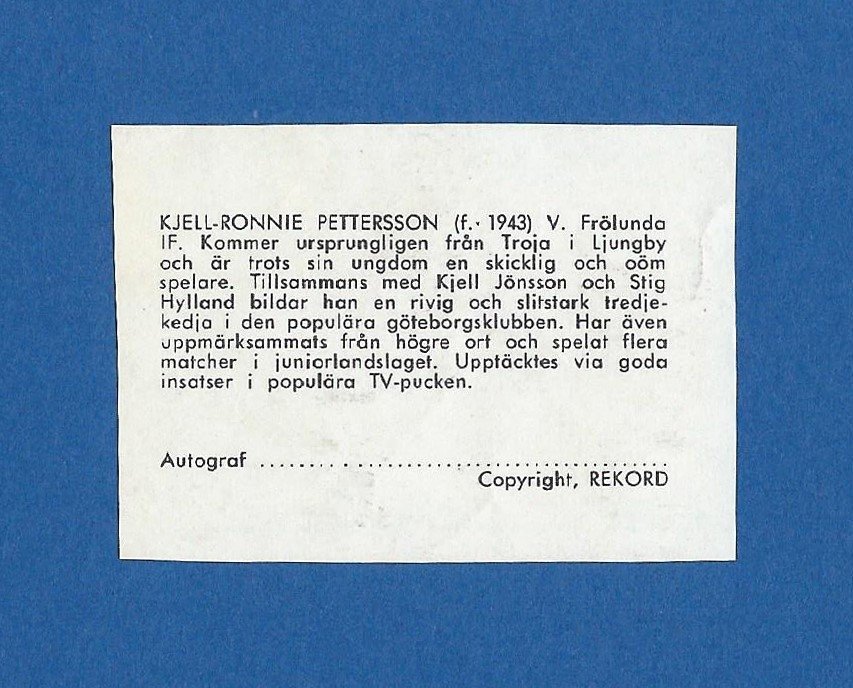 KJELL-RONNIE PETTERSSON (f. 1943) V. Frölunda
IF. Kommer ursprungligen från Troja i Ljungby
och är trots sin ungdom en skicklig och oöm
spelare. Tillsammans med Kjell Jönsson och Stig
Hylland bildar han en rivig och slitstark tredje-
kedja i den populära göteborgsklubben. Har även
uppmärksammats från högre ort och spelat flera
matcher i juniorlandslaget. Upptäcktes via goda
insatser i populära TV-pucken.
Autograf ..............................................
Copyright, REKORD